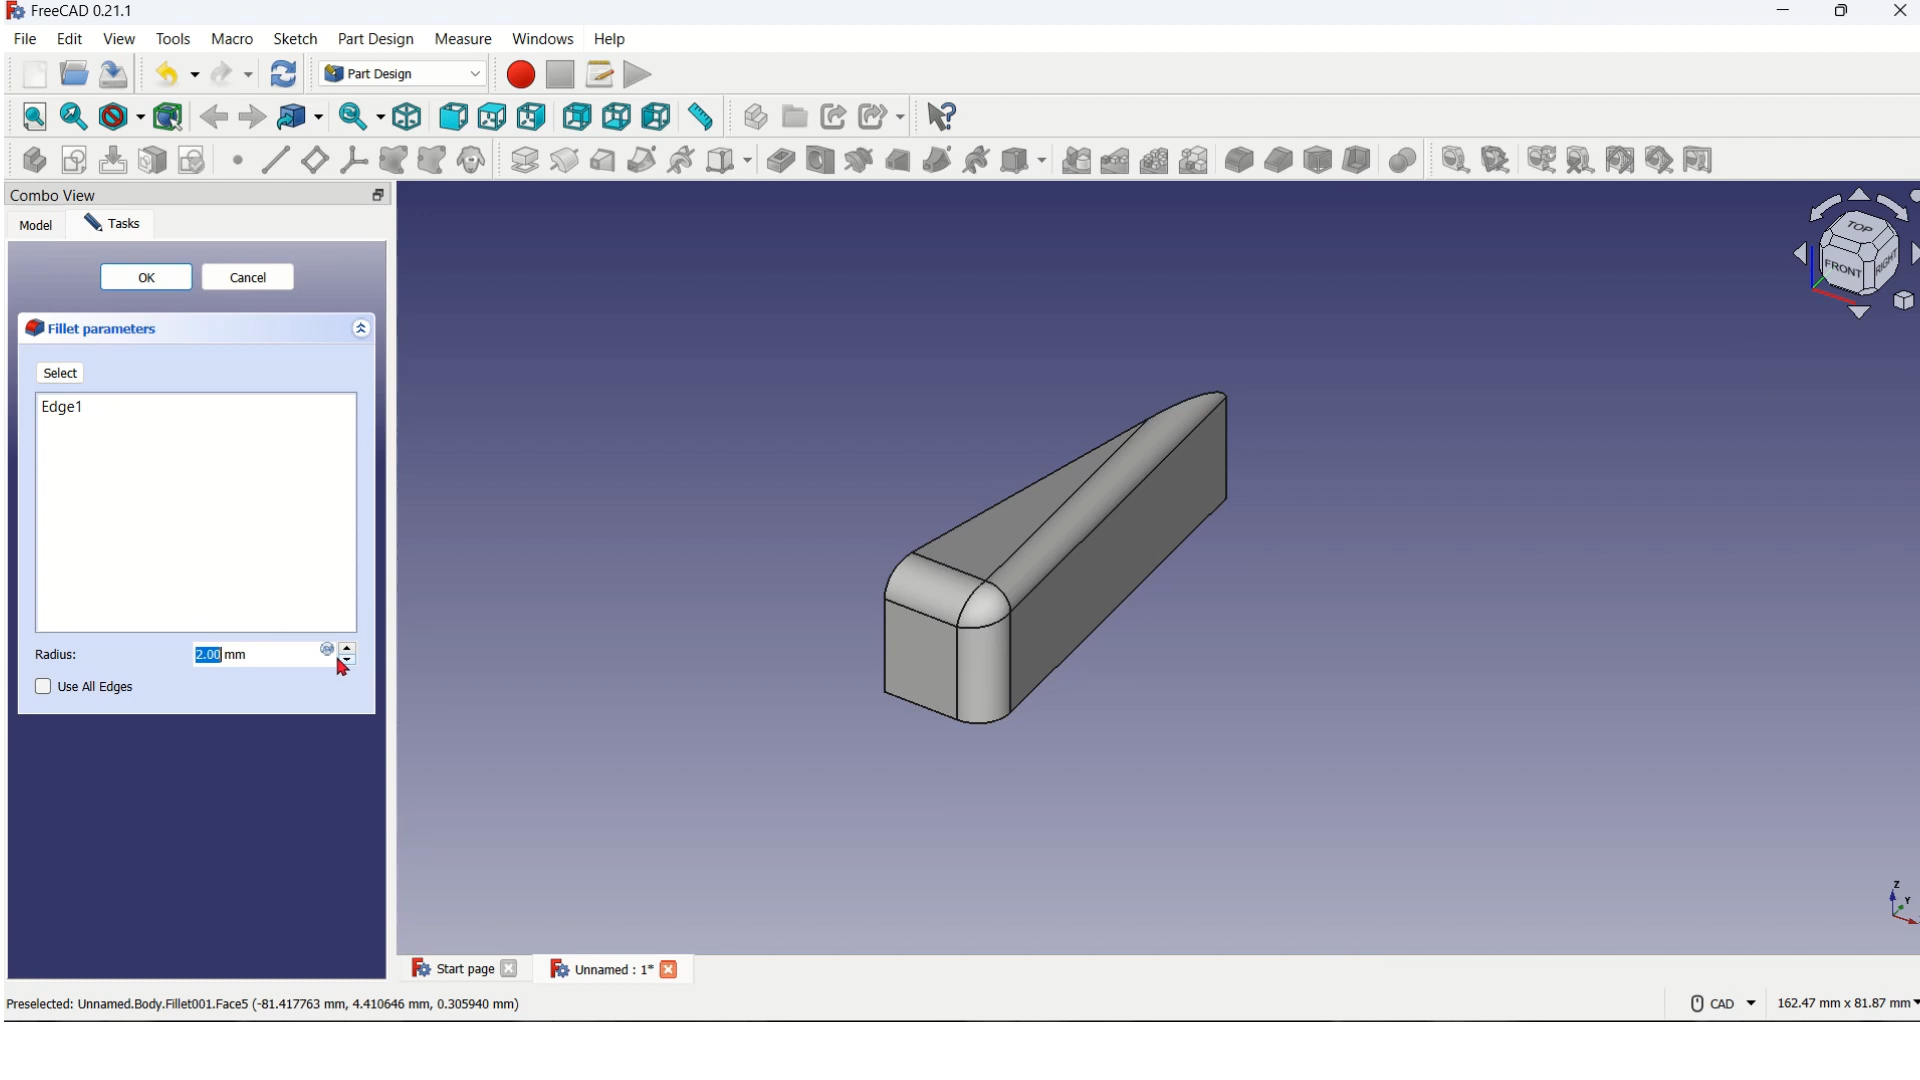 FreeCAD 0.21.1
File Edit View Tools Macro Sketch Part Design Measure Windows Help
Part Design
Combo View
Model Tasks
OK Cancel
Fillet parameters
Select
Edge1
Radius: 2.00 mm
Use All Edges
TOP
FRONT RIGHT
Z
Y
Start page Unnamed : 1*
Preselected: Unnamed.Body.Fillet001.Face5 (-81.417763 mm, 4.410646 mm, 0.305940 mm)
CAD 162.47 mm x 81.87 mm